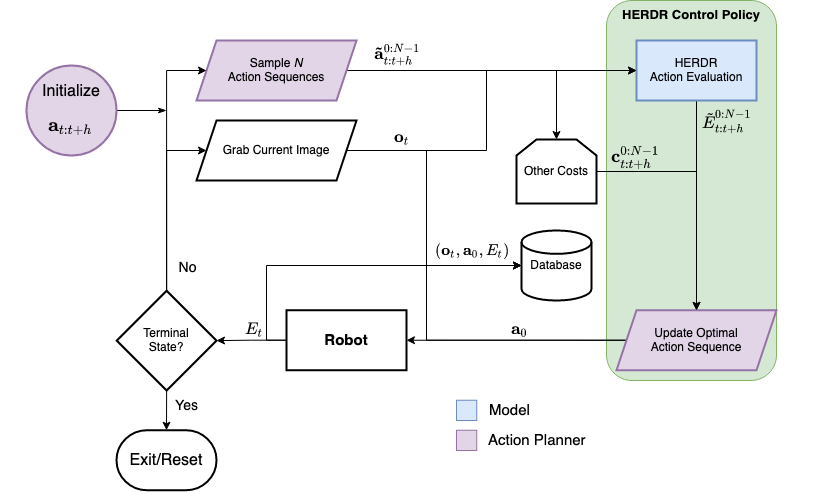 HERDR Control Policy
Initialize
a_{t:t+h}
Sample N
Action Sequences
ã^{0:N−1}_{t:t+h}
HERDR
Action Evaluation
Ẽ^{0:N−1}_{t:t+h}
Grab Current Image
o_t
Other Costs
c^{0:N−1}_{t:t+h}
(o_t, a_0, E_t)
Database
No
Terminal
State?
E_t
Robot
a_0
Update Optimal
Action Sequence
Yes
Exit/Reset
Model
Action Planner